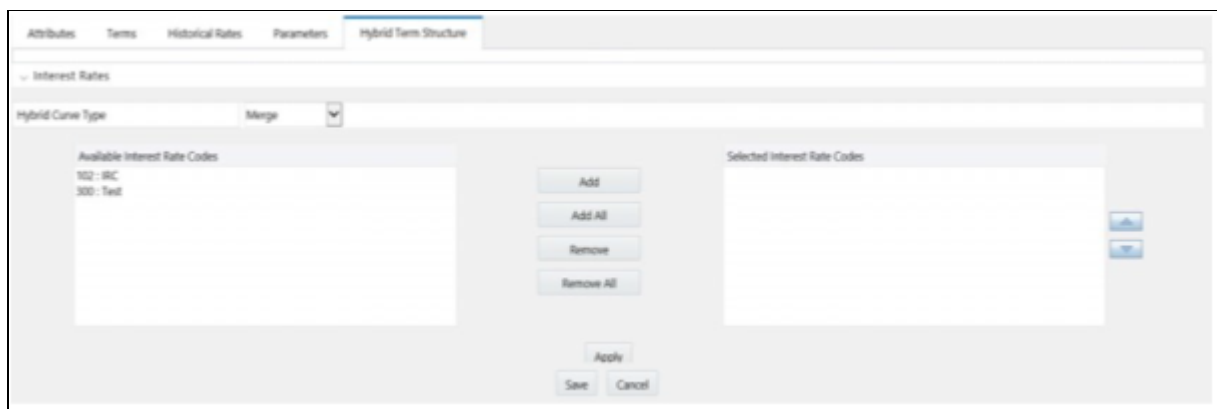 Attributes Terms Historical Rates Parameters Hybrid Term Structure
Interest Rates
Hybrid Curve Type Merge
Available Interest Rate Codes Selected Interest Rate Codes
102 : IRC
300 : Test
Add
Add All
Remove
Remove All
Apply
Save Cancel